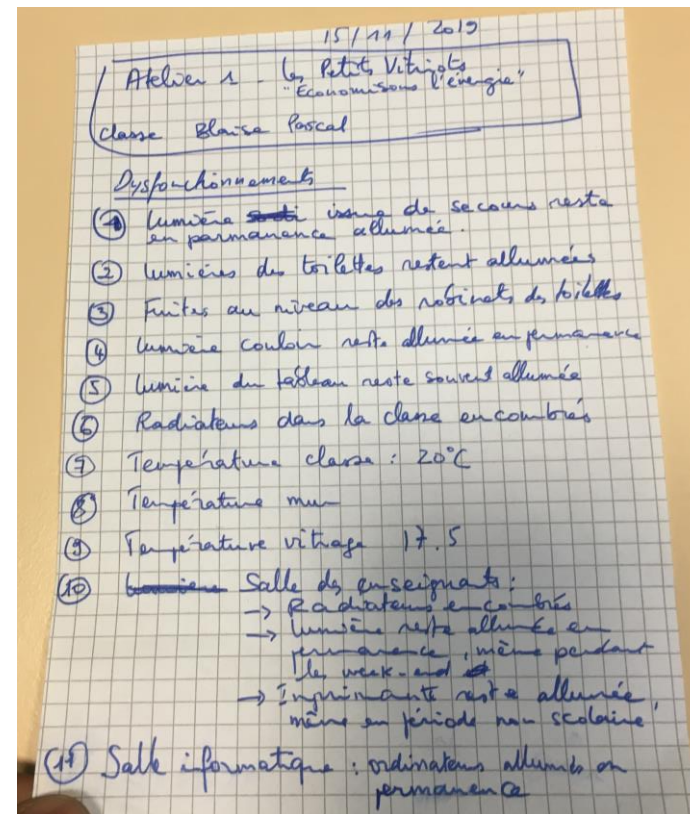 15/11/2019
Atelier 1 - les Petits Vitriots
"Economisons l'énergie"
classe Blaise Pascal
Dysfonctionnements
1 lumière issue de secours reste
en permanence allumée.
2 lumières des toilettes restent allumées
3 Fuites au niveau des robinets des toilettes
4 lumière couloir reste allumée en permanence
5 lumière du tableau reste souvent allumée
6 Radiateurs dans la classe encombrés
7 Température classe : 20°C
8 Température mur
9 Température vitrage 17.5
10 Salle des enseignants :
→ Radiateurs encombrés
→ lumière reste allumée en
permanence, même pendant
les week-end
→ Imprimante reste allumée,
même en période non scolaire,
11 Salle informatique : ordinateurs allumés en
permanence